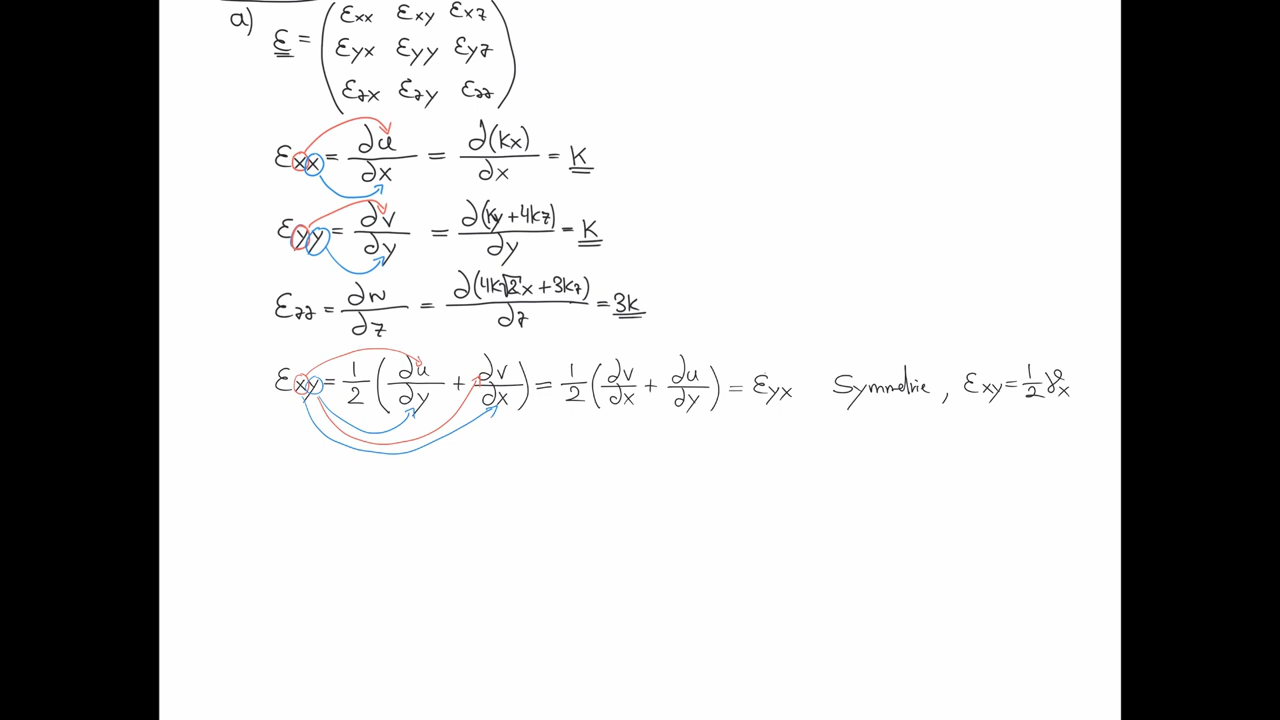 a) ε = ( εxx εxy εxz
εyx εyy εyz
εzx εzy εzz )
εxx = ∂u/∂x = ∂(kx)/∂x = k
εyy = ∂v/∂y = ∂(ky + 4kz)/∂y = k
εzz = ∂w/∂z = ∂(4k√2x + 3kz)/∂z = 3k
εxy = 1/2 (∂u/∂y + ∂v/∂x) = 1/2 (∂v/∂x + ∂u/∂y) = εyx Symmetrie , εxy = 1/2 γx